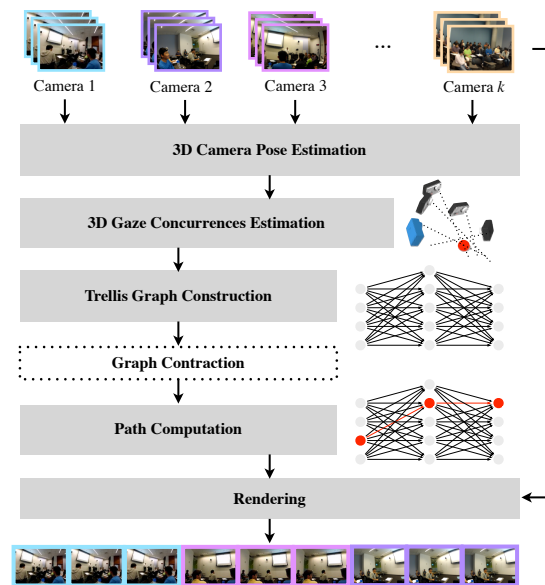 ...
Camera 1
Camera 2
Camera 3
Camera k
3D Camera Pose Estimation
3D Gaze Concurrences Estimation
Trellis Graph Construction
Graph Contraction
Path Computation
Rendering